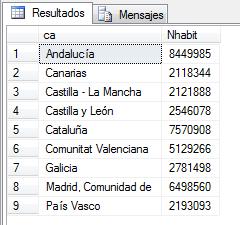 Resultados Mensajes
ca Nhabit
1 Andalucía 8449985
2 Canarias 2118344
3 Castilla - La Mancha 2121888
4 Castilla y León 2546078
5 Cataluña 7570908
6 Comunitat Valenciana 5129266
7 Galicia 2781498
8 Madrid, Comunidad de 6498560
9 País Vasco 2193093